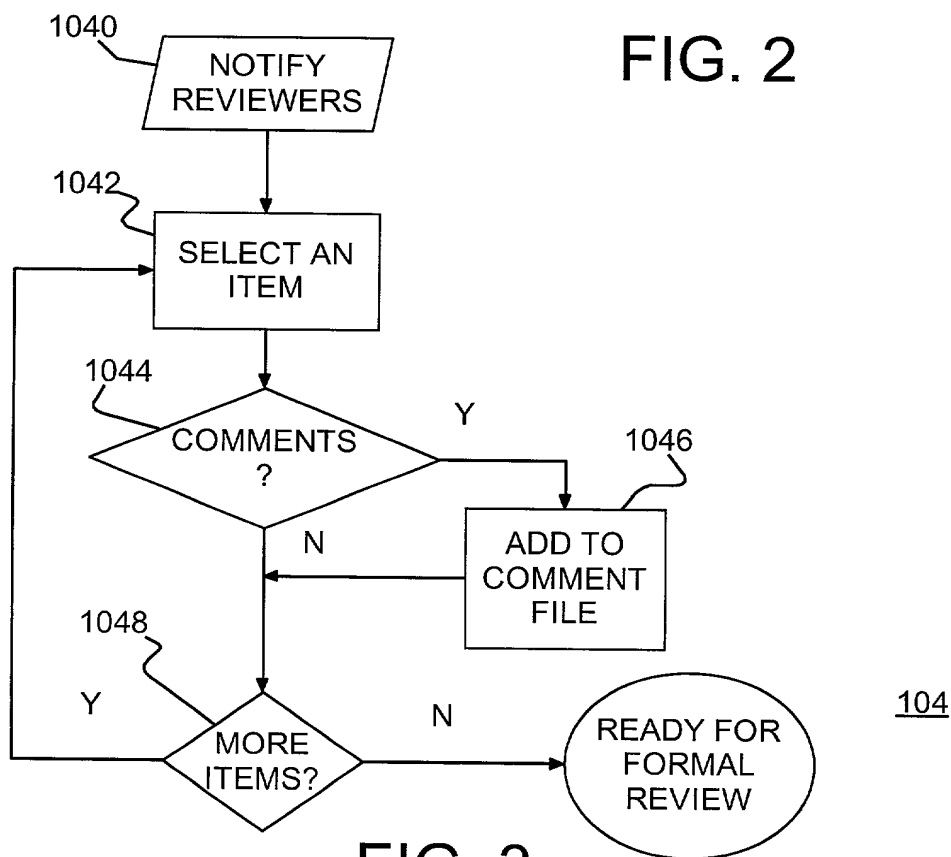 1040
NOTIFY
REVIEWERS
FIG. 2
1042
SELECT AN
ITEM
1044
COMMENTS
?
Y
N
1046
ADD TO
COMMENT
FILE
1048
MORE
ITEMS?
Y
N
READY FOR
FORMAL
REVIEW
104